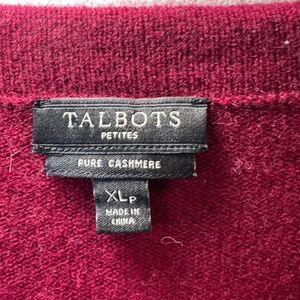 TALBOTS
PETITES
PURE CASHMERE
XLP
MADE IN
CHINA